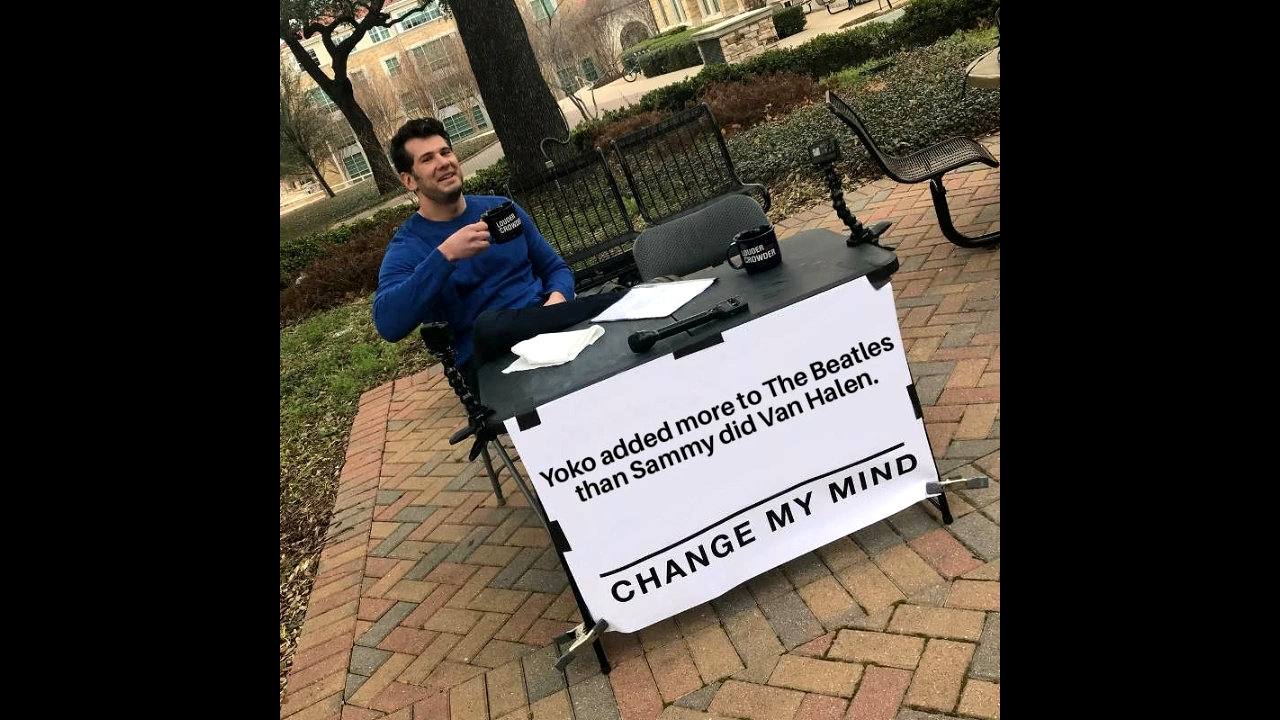 LOUDER
CROWDER
LOUDER
CROWDER
Yoko added more to The Beatles
than Sammy did Van Halen.
CHANGE MY MIND